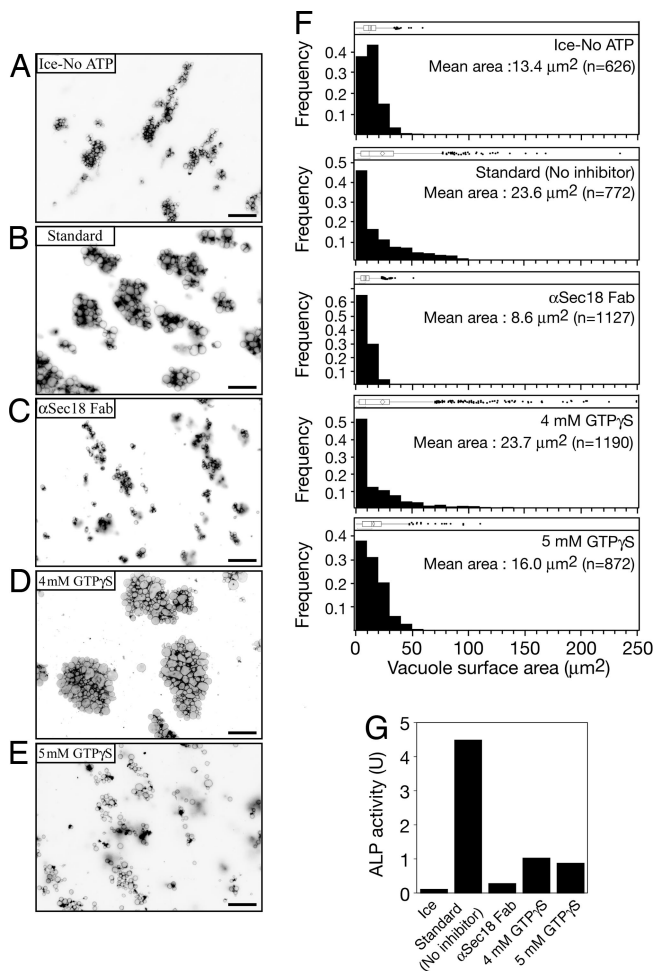 A
Ice-No ATP
B
Standard
C
αSec18 Fab
D
4mM GTPγS
E
5mM GTPγS
F
Frequency
0.4
0.3
0.2
0.1
Ice-No ATP
Mean area :13.4 μm2 (n=626)
Frequency
0.5
0.4
0.3
0.2
0.1
Standard (No inhibitor)
Mean area : 23.6 μm2 (n=772)
Frequency
0.6
0.5
0.4
0.3
0.2
0.1
αSec18 Fab
Mean area : 8.6 μm2 (n=1127)
Frequency
0.5
0.4
0.3
0.2
0.1
4 mM GTPγS
Mean area : 23.7 μm2 (n=1190)
Frequency
0.4
0.3
0.2
0.1
5 mM GTPγS
Mean area : 16.0 μm2 (n=872)
0 50 100 150 200 250
Vacuole surface area (μm2)
G
ALP activity (U)
5
4
3
2
1
0
Ice
Standard
(No inhibitor)
αSec18 Fab
4 mM GTPγS
5 mM GTPγS